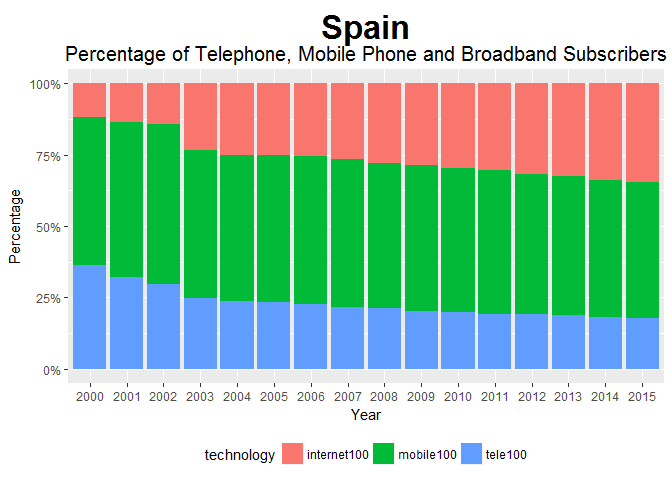 Spain
Percentage of Telephone, Mobile Phone and Broadband Subscribers
100%
75%
50%
25%
0%
Percentage
2000 2001 2002 2003 2004 2005 2006 2007 2008 2009 2010 2011 2012 2013 2014 2015
Year
technology internet100 mobile100 tele100